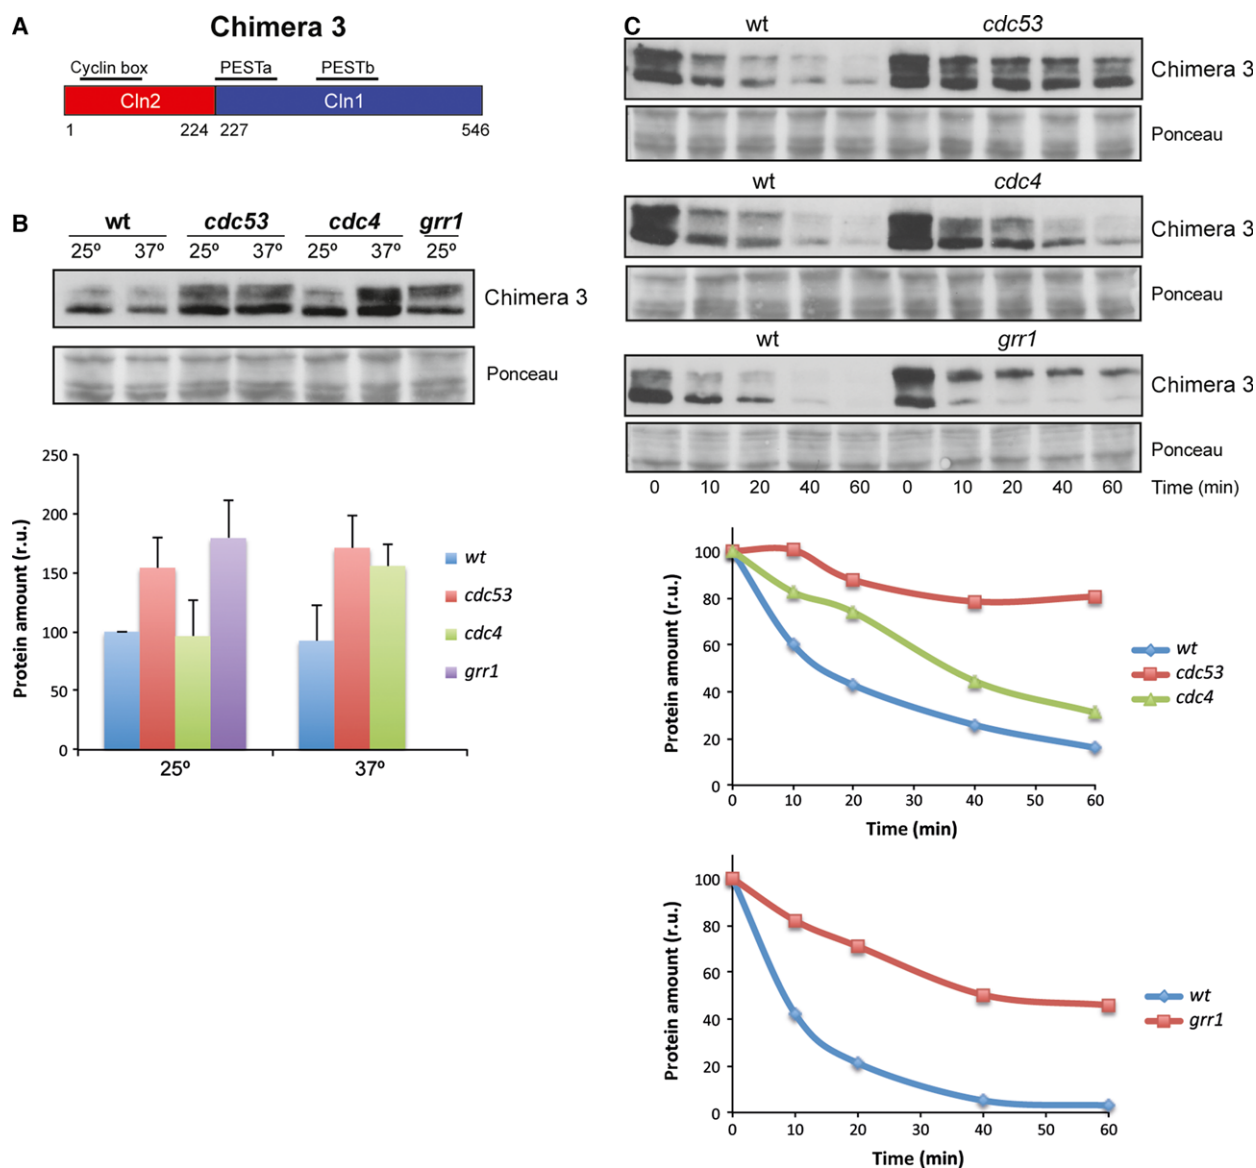 A
Chimera 3
Cyclin box
PESTa
PESTb
Cln2
Cln1
1
224
227
546
B
wt
cdc53
cdc4
grr1
25º
37º
25º
37º
25º
37º
25º
Chimera 3
Ponceau
Protein amount (r.u.)
250
200
150
100
50
0
25º
37º
wt
cdc53
cdc4
grr1
C
wt
cdc53
Chimera 3
Ponceau
wt
cdc4
Chimera 3
Ponceau
wt
grr1
Chimera 3
Ponceau
0 10 20 40 60 0 10 20 40 60 Time (min)
Protein amount (r.u.)
100
80
60
40
20
0
0 10 20 30 40 50 60
Time (min)
wt
cdc53
cdc4
Protein amount (r.u.)
100
80
60
40
20
0
0 10 20 30 40 50 60
Time (min)
wt
grr1